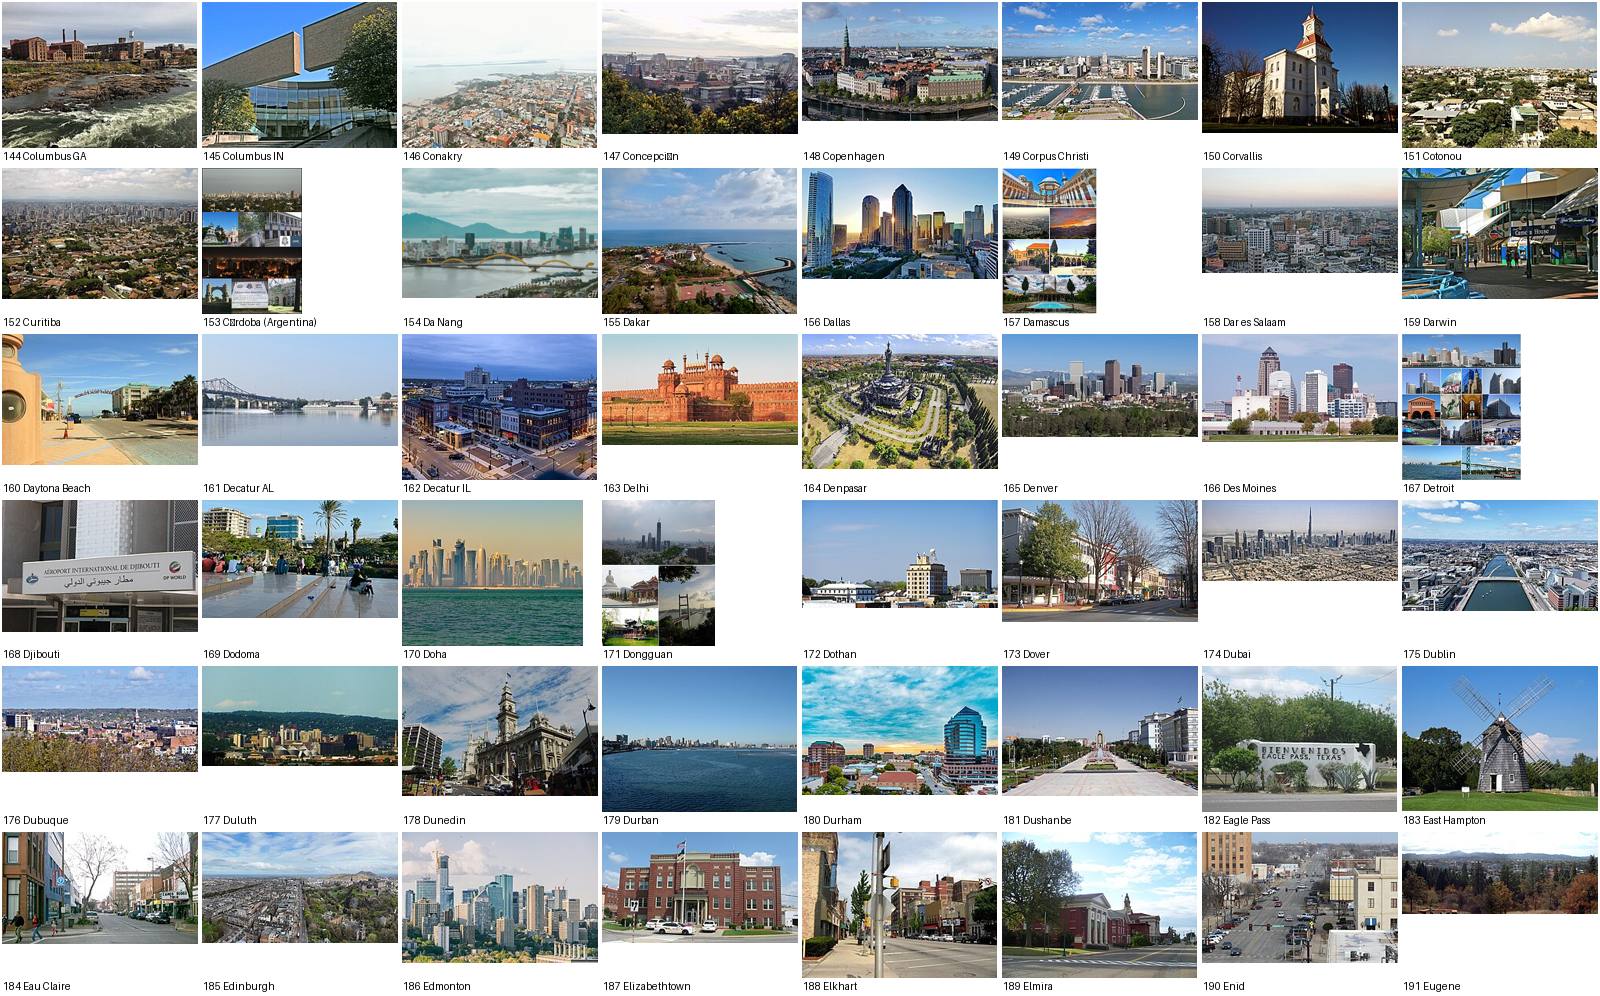 144 Columbus GA
145 Columbus IN
146 Conakry
147 Concepci□n
148 Copenhagen
149 Corpus Christi
150 Corvallis
151 Cotonou
152 Curitiba
153 C□rdoba (Argentina)
154 Da Nang
155 Dakar
156 Dallas
157 Damascus
158 Dar es Salaam
159 Darwin
160 Daytona Beach
161 Decatur AL
162 Decatur IL
163 Delhi
164 Denpasar
165 Denver
166 Des Moines
167 Detroit
AÉROPORT INTERNATIONAL DE DJIBOUTI
مطار جيبوتي الدولي
DP WORLD
168 Djibouti
169 Dodoma
170 Doha
171 Dongguan
172 Dothan
173 Dover
174 Dubai
175 Dublin
176 Dubuque
177 Duluth
178 Dunedin
179 Durban
180 Durham
181 Dushanbe
BIENVENIDOS
EAGLE PASS, TEXAS
182 Eagle Pass
183 East Hampton
184 Eau Claire
185 Edinburgh
186 Edmonton
187 Elizabethtown
188 Elkhart
189 Elmira
190 Enid
191 Eugene